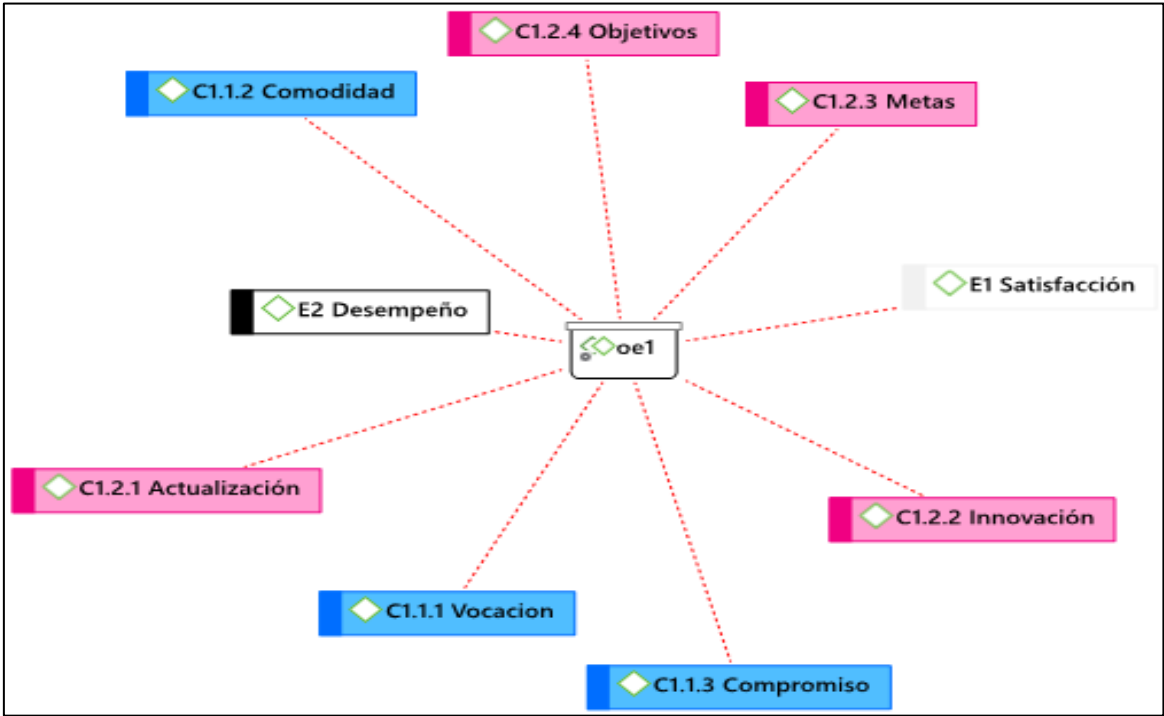 C1.2.4 Objetivos
C1.1.2 Comodidad
C1.2.3 Metas
E1 Satisfacción
E2 Desempeño
oe1
C1.2.1 Actualización
C1.2.2 Innovación
C1.1.1 Vocacion
C1.1.3 Compromiso